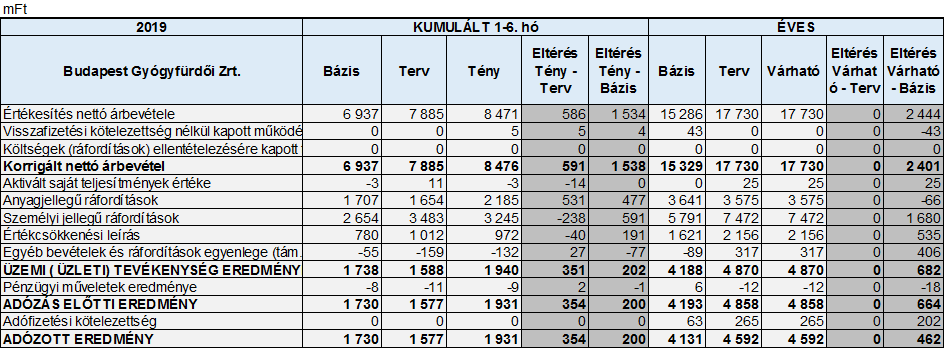 mFt
2019 KUMULÁLT 1-6. hó ÉVES
Budapest Gyógyfürdői Zrt. Bázis Terv Tény Eltérés Tény - Terv Eltérés Tény - Bázis Bázis Terv Várható Eltérés Várhat ó - Terv Eltérés Várható - Bázis
Értékesítés nettó árbevétele 6 937 7 885 8 471 586 1 534 15 286 17 730 17 730 0 2 444
Visszafizetési kötelezettség nélkül kapott működé 0 0 5 5 4 43 0 0 0 -43
Költségek (ráfordítások) ellentételezésére kapott 0 0 0 0 0 0 0 0 0 0
Korrigált nettó árbevétel 6 937 7 885 8 476 591 1 538 15 329 17 730 17 730 0 2 401
Aktivált saját teljesítmények értéke -3 11 -3 -14 0 0 25 25 0 25
Anyagjellegű ráfordítások 1 707 1 654 2 185 531 477 3 641 3 575 3 575 0 -66
Személyi jellegű ráfordítások 2 654 3 483 3 245 -238 591 5 791 7 472 7 472 0 1 680
Értékcsökkenési leírás 780 1 012 972 -40 191 1 621 2 156 2 156 0 535
Egyéb bevételek és ráfordítások egyenlege (tám. -55 -159 -132 27 -77 -89 317 317 0 406
ÜZEMI ( ÜZLETI) TEVÉKENYSÉG EREDMÉNY 1 738 1 588 1 940 351 202 4 188 4 870 4 870 0 682
Pénzügyi műveletek eredménye -8 -11 -9 2 -1 6 -12 -12 0 -18
ADÓZÁS ELŐTTI EREDMÉNY 1 730 1 577 1 931 354 200 4 193 4 858 4 858 0 664
Adófizetési kötelezettség 0 0 0 0 0 63 265 265 0 202
ADÓZOTT EREDMÉNY 1 730 1 577 1 931 354 200 4 131 4 592 4 592 0 462